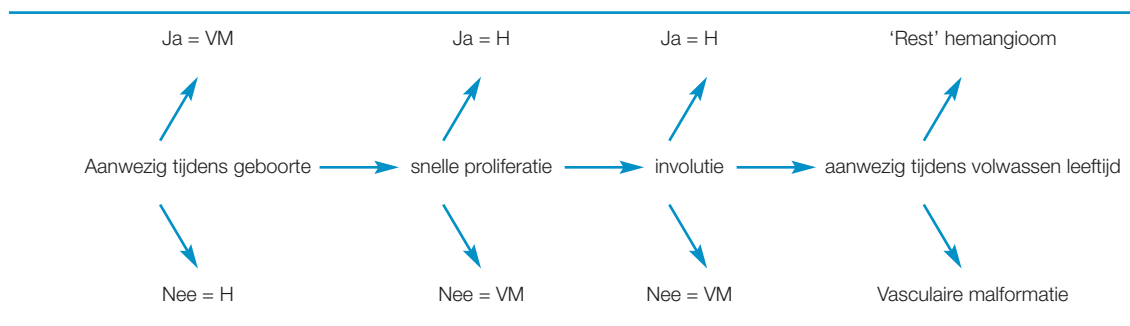 Ja = VM
Ja = H
Ja = H
‘Rest’ hemangioom
Aanwezig tijdens geboorte
snelle proliferatie
involutie
aanwezig tijdens volwassen leeftijd
Nee = H
Nee = VM
Nee = VM
Vasculaire malformatie